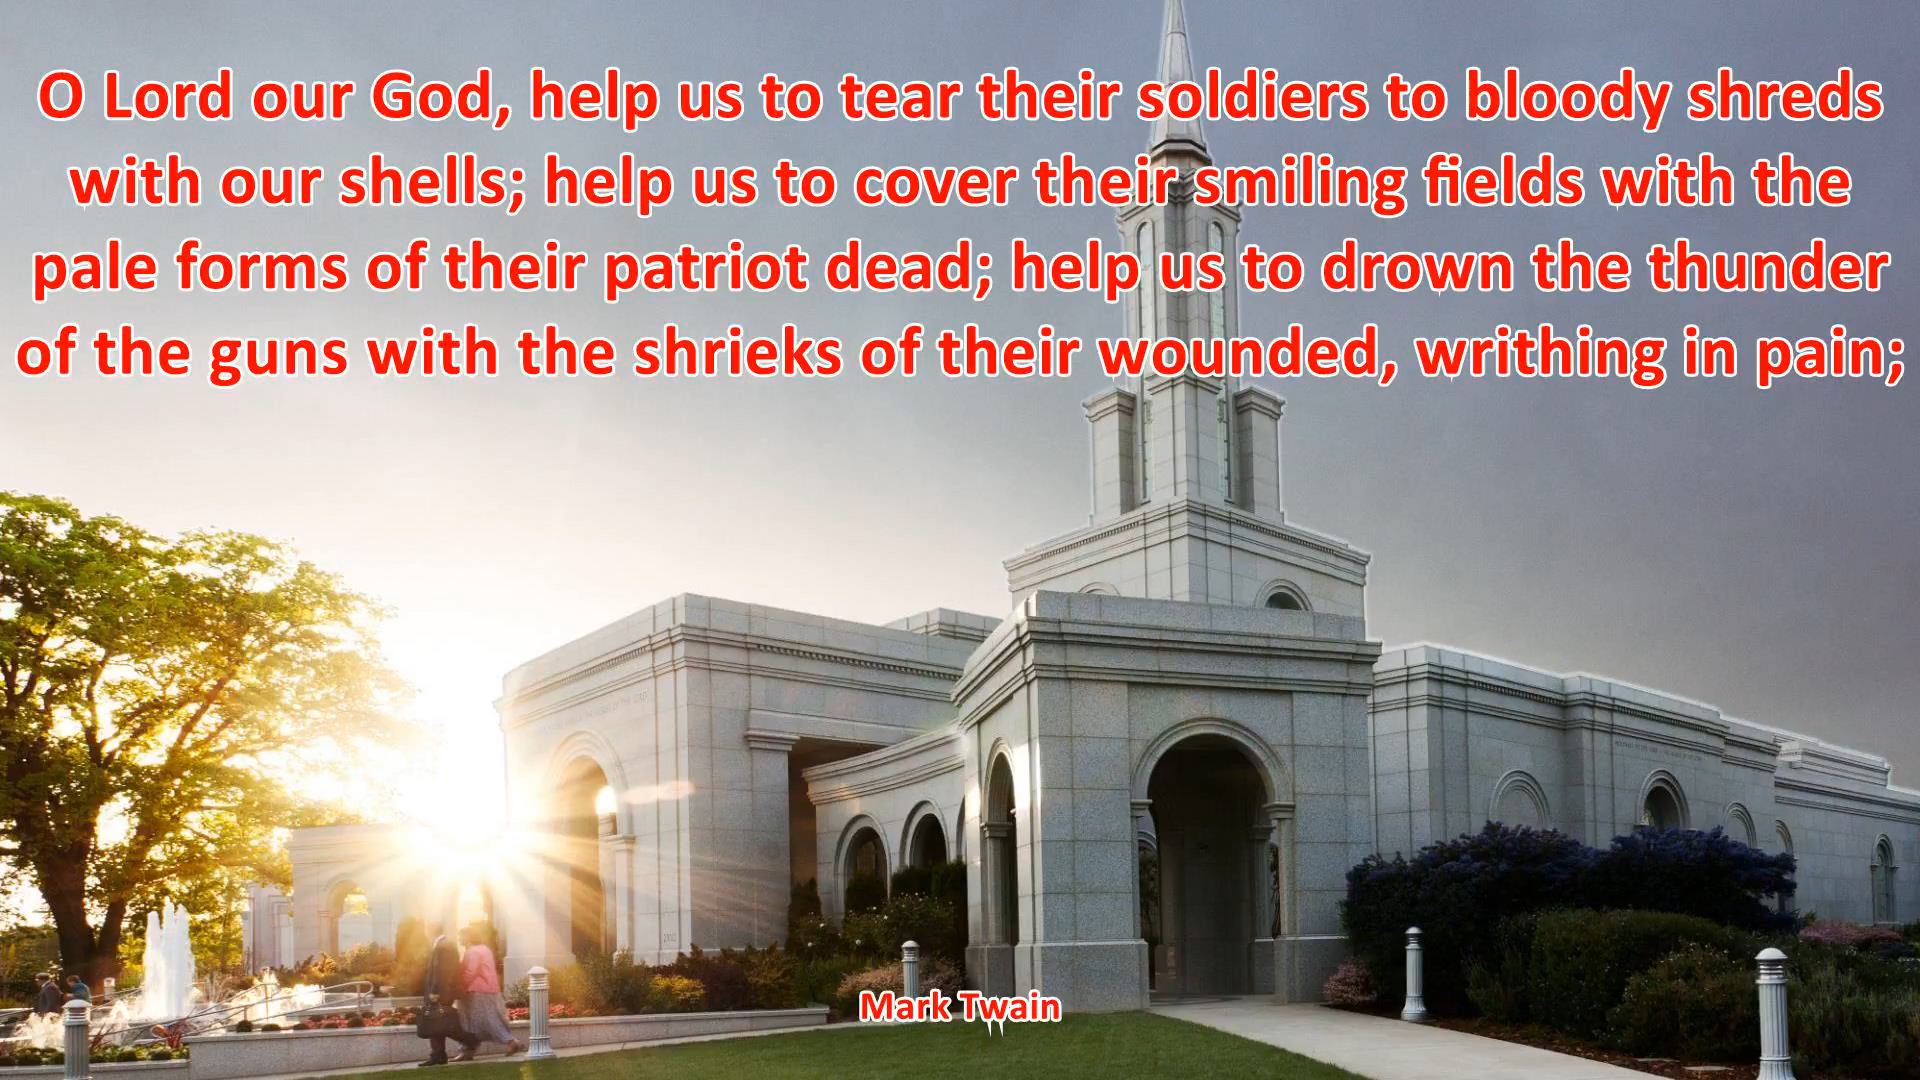 O Lord our God, help us to tear their soldiers to bloody shreds
with our shells; help us to cover their smiling fields with the
pale forms of their patriot dead; help us to drown the thunder
of the guns with the shrieks of their wounded, writhing in pain;
Mark Twain